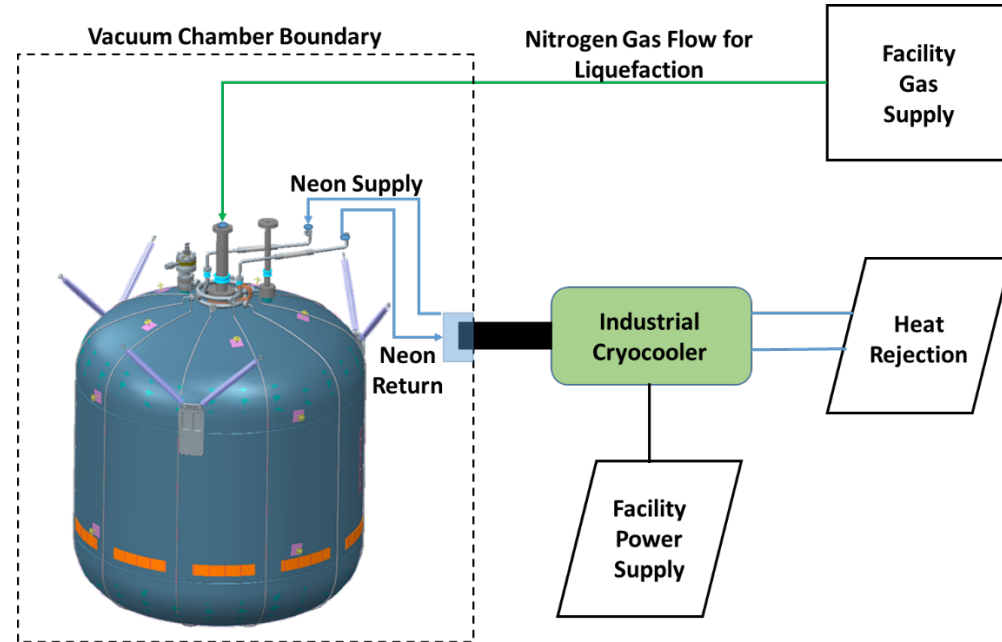 Vacuum Chamber Boundary
Nitrogen Gas Flow for
Liquefaction
Facility
Gas
Supply
Neon Supply
Neon
Return
Industrial
Cryocooler
Heat
Rejection
Facility
Power
Supply